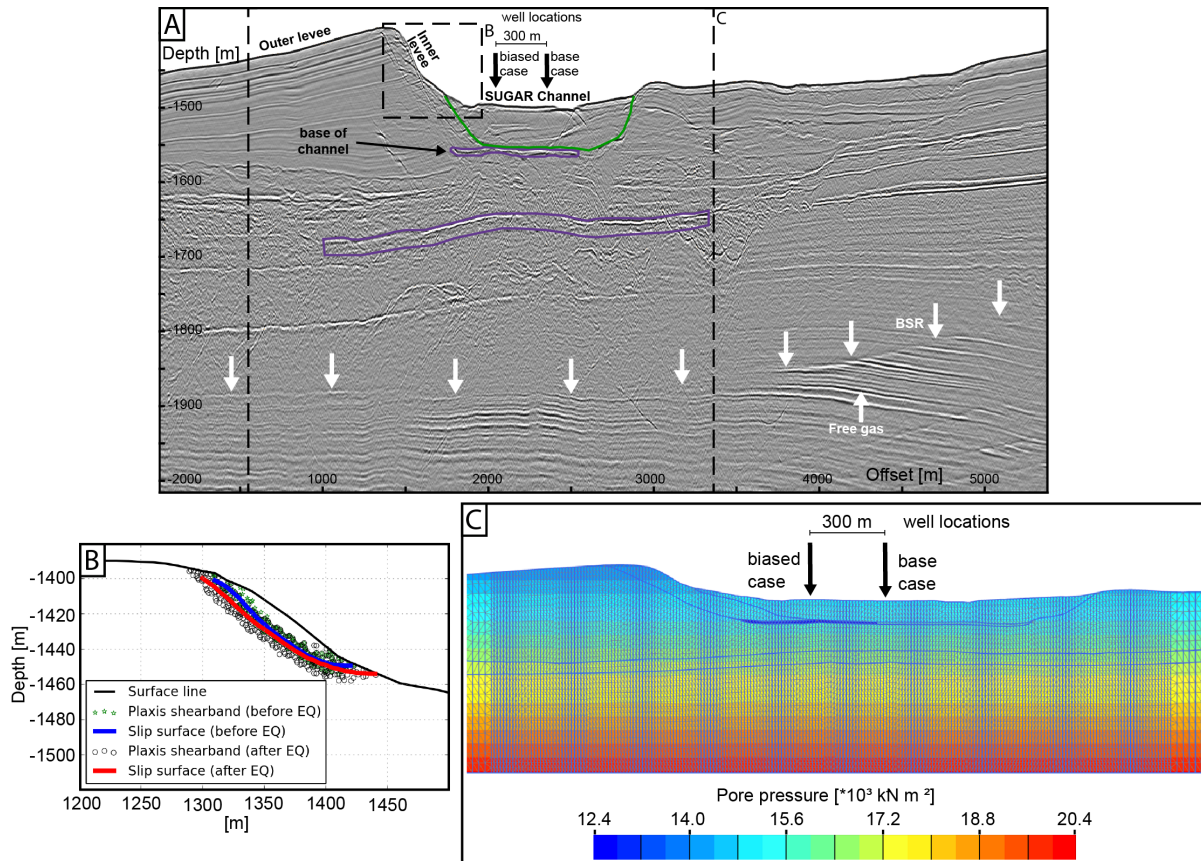 A
Depth [m]
Outer levee
Inner
levee
well locations
B
300 m
C
biased
case
base
case
SUGAR Channel
base of
channel
-1500
-1600
-1700
-1800
-1900
-2000
BSR
Free gas
1000
2000
3000
4000
5000
Offset [m]
B
Depth [m]
-1400
-1420
-1440
-1460
-1480
-1500
Surface line
Plaxis shearband (before EQ)
Slip surface (before EQ)
Plaxis shearband (after EQ)
Slip surface (after EQ)
1200 1250 1300 1350 1400 1450
[m]
C
300 m
well locations
biased
case
base
case
Pore pressure [*10³ kN m ²]
12.4 14.0 15.6 17.2 18.8 20.4